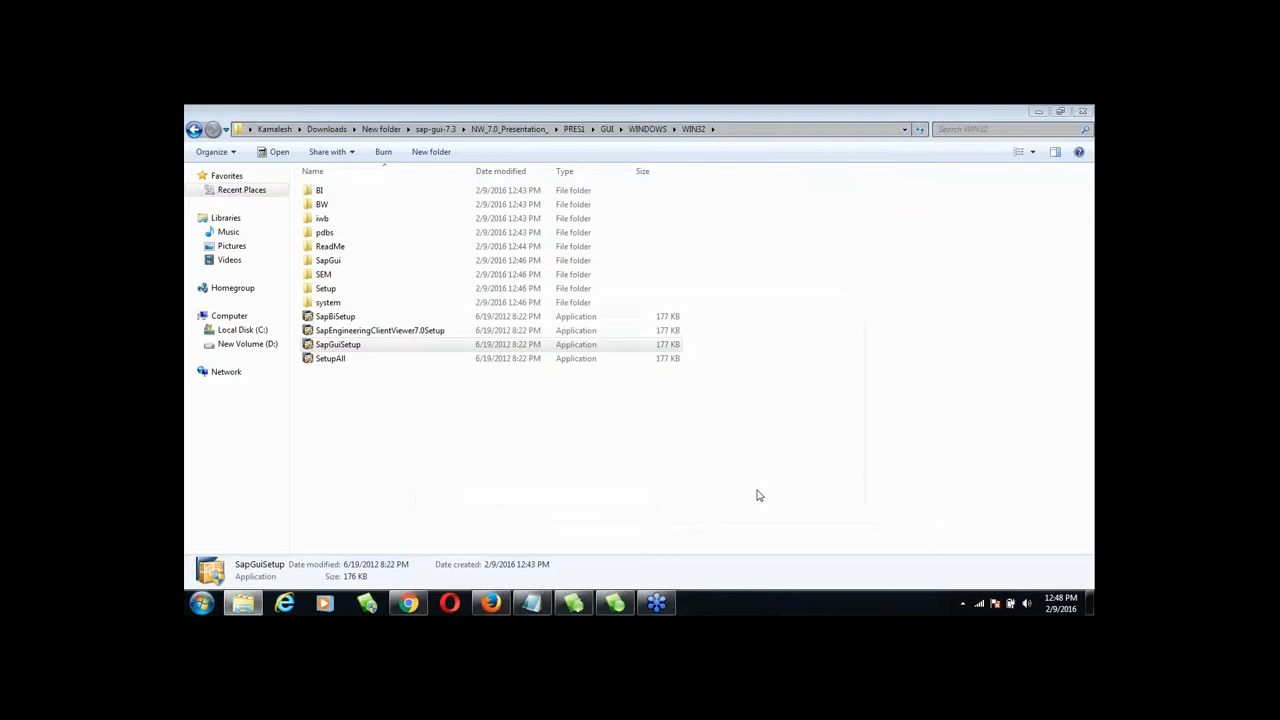 Kamalesh Downloads New folder sap-gui-7.3 NW_7.0_Presentation_ PRES1 GUI WINDOWS WIN32 Search WIN32
Organize Open Share with Burn New folder
Name Date modified Type Size
Favorites
Recent Places
Libraries
Music
Pictures
Videos
Homegroup
Computer
Local Disk (C:)
New Volume (D:)
Network
BI 2/9/2016 12:43 PM File folder
BW 2/9/2016 12:43 PM File folder
iwb 2/9/2016 12:43 PM File folder
pdbs 2/9/2016 12:43 PM File folder
ReadMe 2/9/2016 12:44 PM File folder
SapGui 2/9/2016 12:46 PM File folder
SEM 2/9/2016 12:46 PM File folder
Setup 2/9/2016 12:46 PM File folder
system 2/9/2016 12:46 PM File folder
SapBiSetup 6/19/2012 8:22 PM Application 177 KB
SapEngineeringClientViewer7.0Setup 6/19/2012 8:22 PM Application 177 KB
SapGuiSetup 6/19/2012 8:22 PM Application 177 KB
SetupAll 6/19/2012 8:22 PM Application 177 KB
SapGuiSetup Date modified: 6/19/2012 8:22 PM Date created: 2/9/2016 12:43 PM
Application Size: 176 KB
12:48 PM
2/9/2016